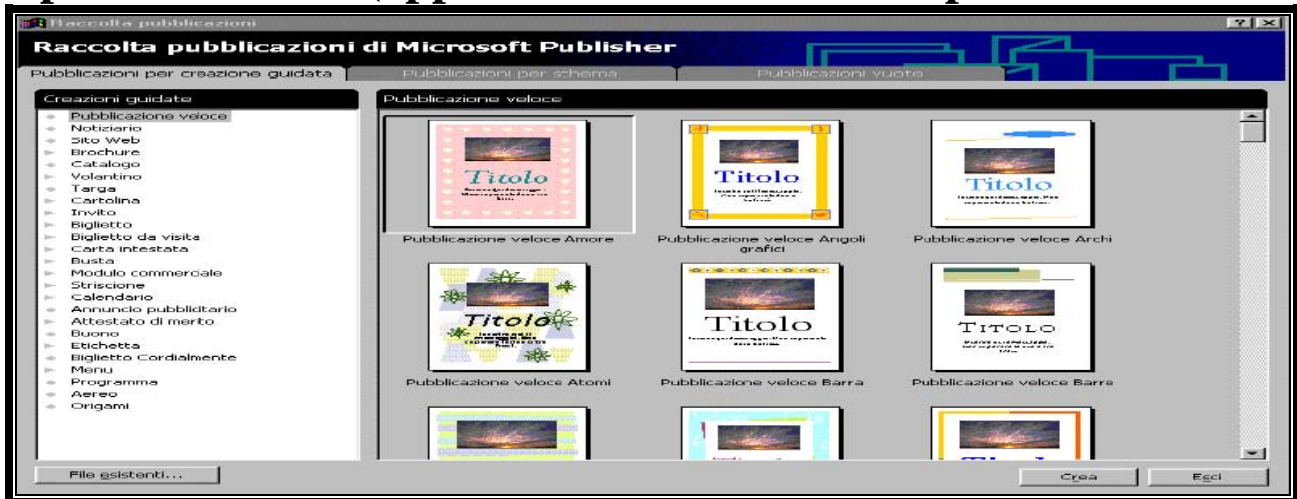 Raccolta pubblicazioni
Raccolta pubblicazioni di Microsoft Publisher
Pubblicazioni per creazione guidata
Pubblicazioni per schema
Pubblicazioni vuote
Creazioni guidate
Pubblicazione veloce
Notiziario
Sito Web
Brochure
Catalogo
Volantino
Targa
Cartolina
Invito
Biglietto
Biglietto da visita
Carta intestata
Busta
Modulo commerciale
Striscione
Calendario
Annuncio pubblicitario
Attestato di merito
Buono
Etichetta
Biglietto Cordialmente
Menu
Programma
Aereo
Origami
Pubblicazione veloce
Titolo
Pubblicazione veloce Amore
Titolo
Pubblicazione veloce Angoli
grafici
Titolo
Pubblicazione veloce Archi
Titolo
Pubblicazione veloce Atomi
Titolo
Pubblicazione veloce Barra
Titolo
Pubblicazione veloce Barre
File esistenti...
Crea
Esci